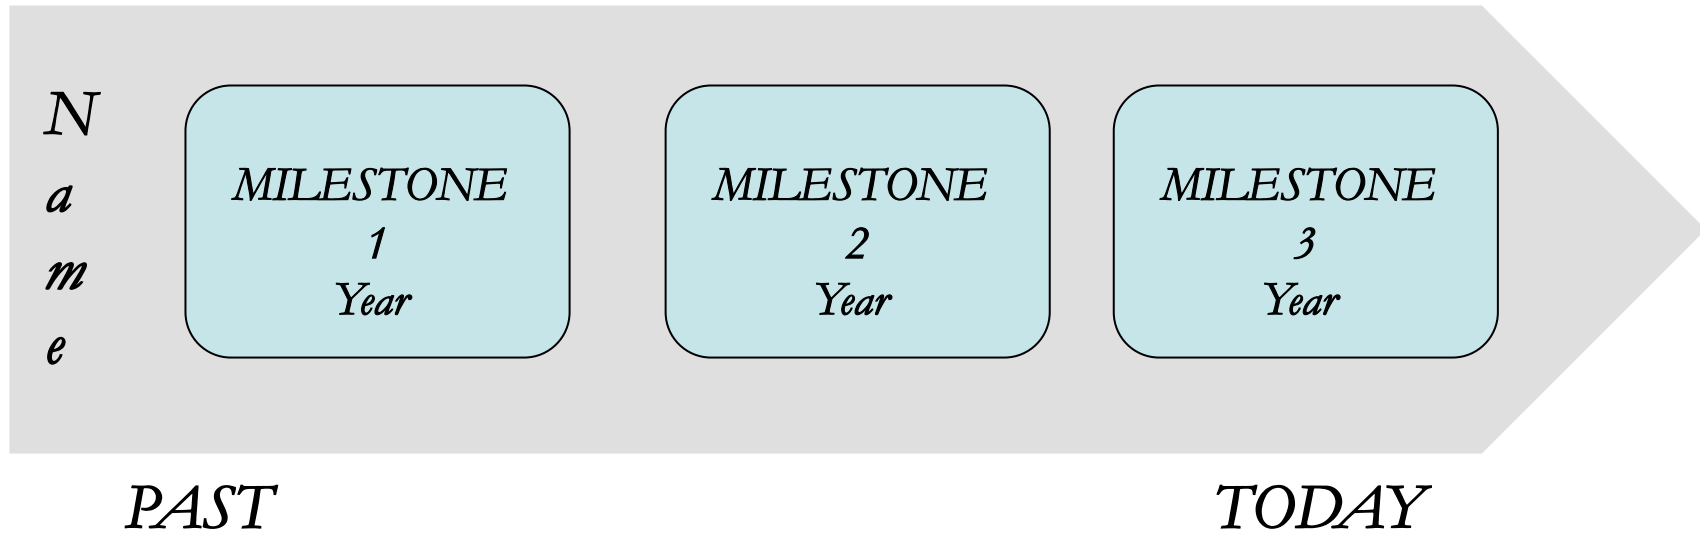 N
a
m
e
MILESTONE
1
Year
MILESTONE
2
Year
MILESTONE
3
Year
PAST
TODAY